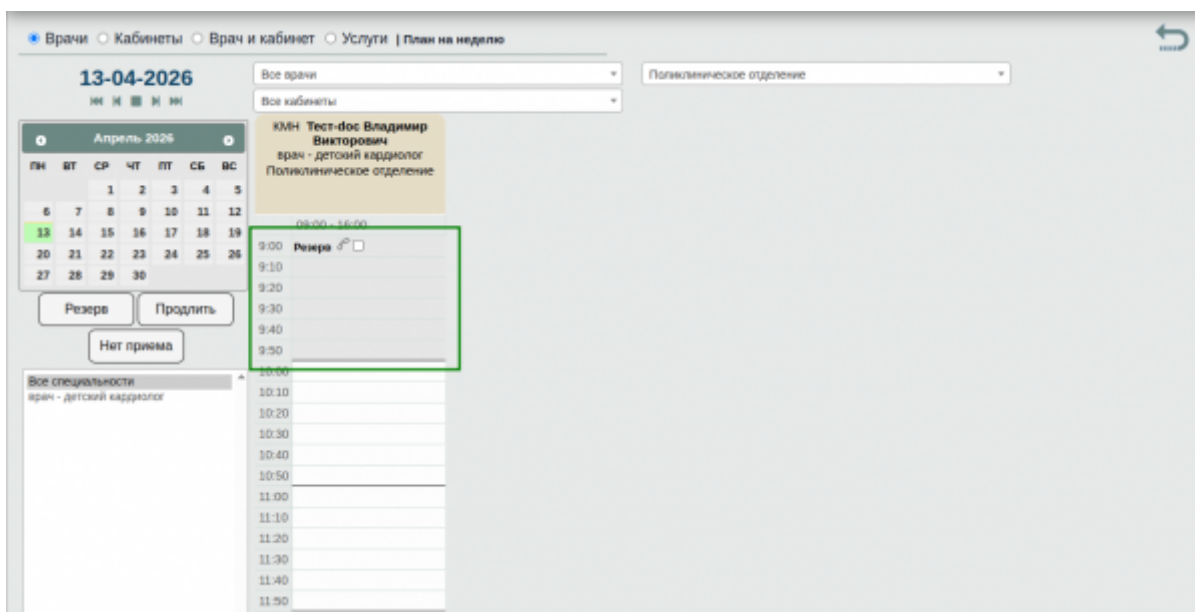 Врачи Кабинеты Врач и кабинет Услуги | План на неделю
13-04-2026
Все врачи
Поликлиническое отделение
Все кабинеты
Апрель 2026
ПН ВТ СР ЧТ ПТ СБ ВС
1 2 3 4 5
6 7 8 9 10 11 12
13 14 15 16 17 18 19
20 21 22 23 24 25 26
27 28 29 30
Резерв Продлить
Нет приема
Все специальности
врач - детский кардиолог
КМН Тест-doc Владимир
Викторович
врач - детский кардиолог
Поликлиническое отделение
09:00 - 16:00
9:00 Резерв
9:10
9:20
9:30
9:40
9:50
10:00
10:10
10:20
10:30
10:40
10:50
11:00
11:10
11:20
11:30
11:40
11:50